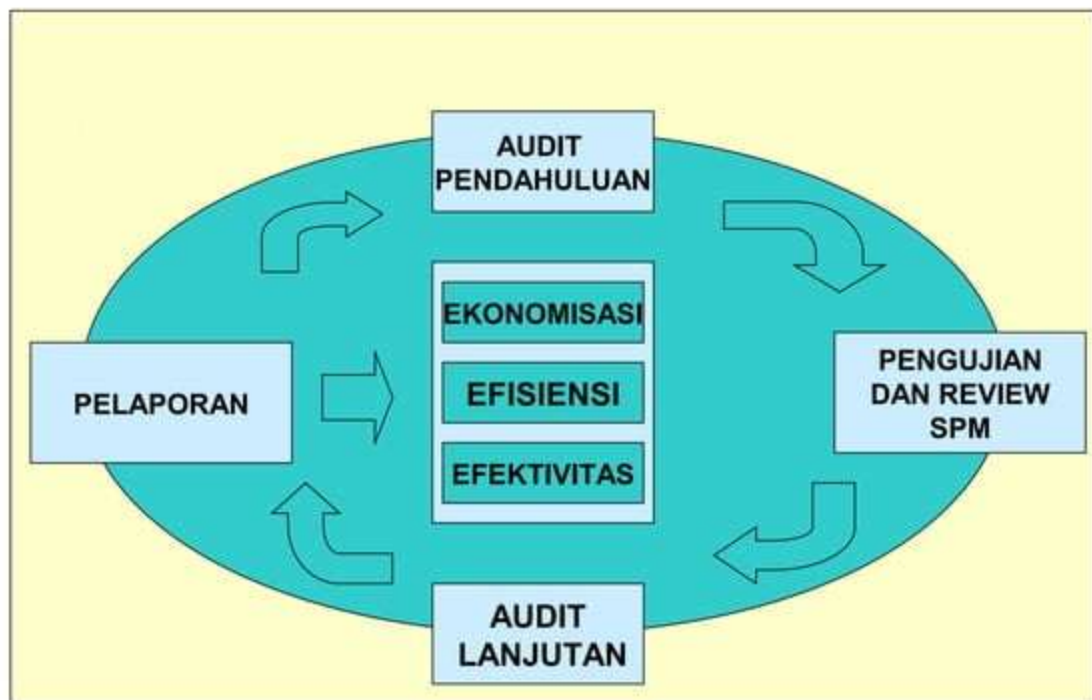 AUDIT
PENDAHULUAN
EKONOMISASI
EFISIENSI
EFEKTIVITAS
PELAPORAN
PENGUJIAN
DAN REVIEW
SPM
AUDIT
LANJUTAN